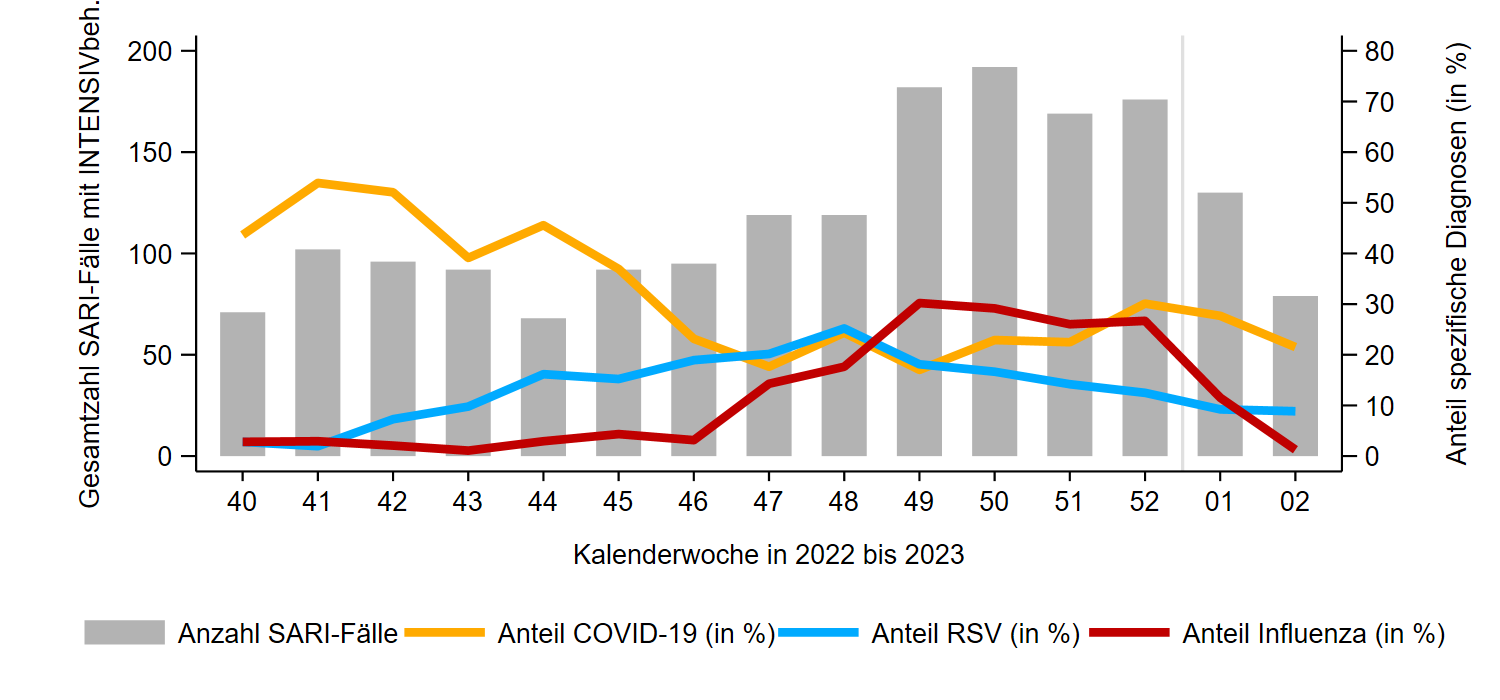 Gesamtzahl SARI-Fälle mit INTENSIVbeh.
200
150
100
50
0
80
70
60
50
40
30
20
10
0
Anteil spezifische Diagnosen (in %)
40 41 42 43 44 45 46 47 48 49 50 51 52 01 02
Kalenderwoche in 2022 bis 2023
Anzahl SARI-Fälle Anteil COVID-19 (in %) Anteil RSV (in %) Anteil Influenza (in %)